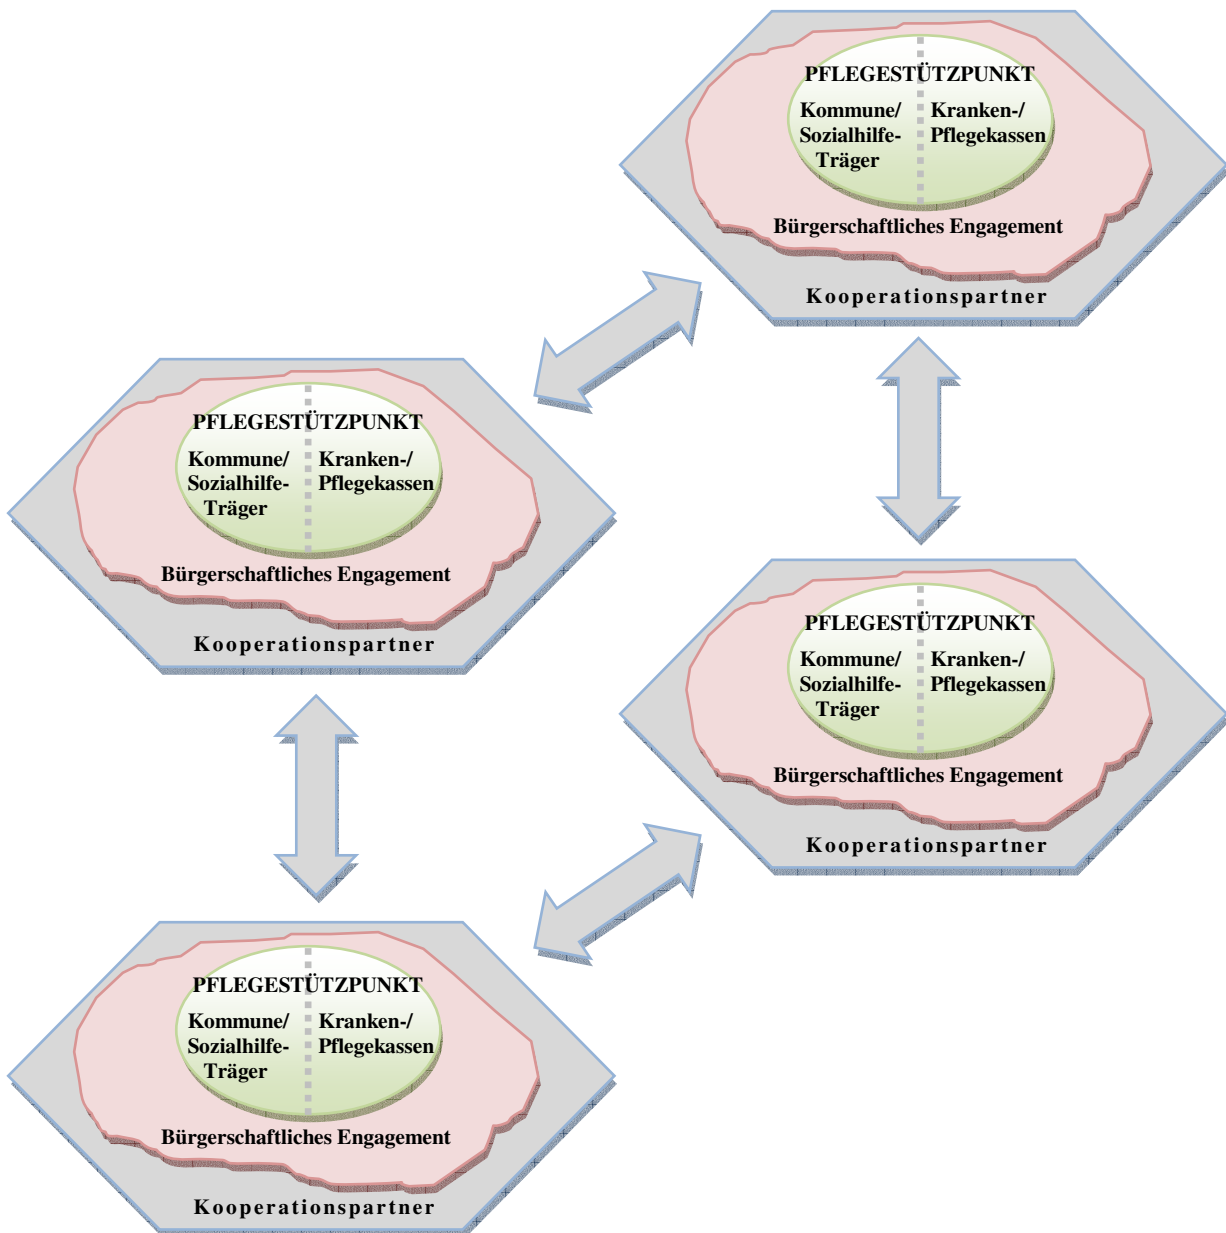 PFLEGESTÜTZPUNKT
Kommune/ Kranken-/
Sozialhilfe- Pflegekassen
Träger
Bürgerschaftliches Engagement
Kooperationspartner
PFLEGESTÜTZPUNKT
Kommune/ Kranken-/
Sozialhilfe- Pflegekassen
Träger
Bürgerschaftliches Engagement
Kooperationspartner
PFLEGESTÜTZPUNKT
Kommune/ Kranken-/
Sozialhilfe- Pflegekassen
Träger
Bürgerschaftliches Engagement
Kooperationspartner
PFLEGESTÜTZPUNKT
Kommune/ Kranken-/
Sozialhilfe- Pflegekassen
Träger
Bürgerschaftliches Engagement
Kooperationspartner